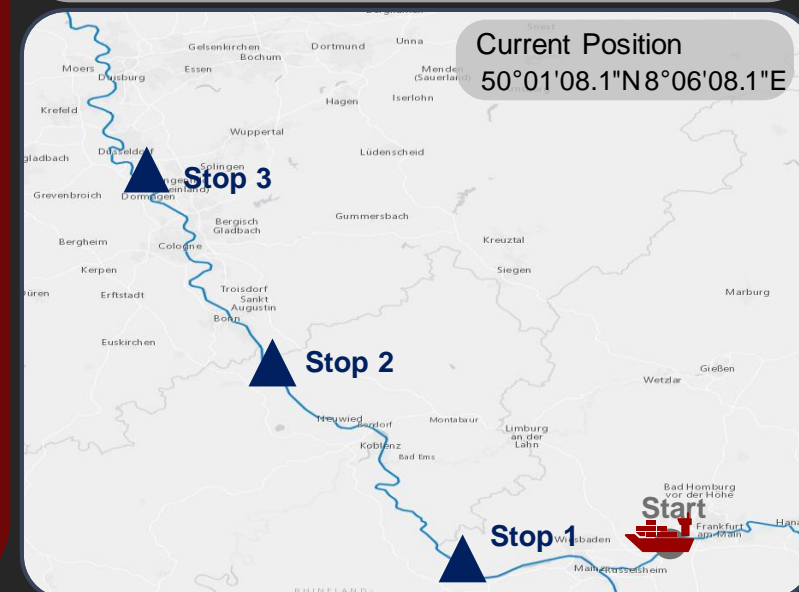 Current Position
50°01'08.1"N 8°06'08.1"E
Gelsenkirchen
Dortmund
Unna
Bochum
Moers
Duisburg
Essen
Menden
(Sauerland)
Hagen
Iserlohn
Krefeld
Wuppertal
gladbach
Düsseldorf
Solingen
Lüdenscheid
Stop 3
Grevenbroich
Dormagen
Bergisch
Gladbach
Gummersbach
Bergheim
Cologne
Kreuztal
Kerpen
Siegen
Düren
Erftstadt
Troisdorf
Sankt
Augustin
Marburg
Bonn
Euskirchen
Stop 2
Gießen
Wetzlar
Neuwied
Bendorf
Montabaur
Limburg
an der
Lahn
Koblenz
Bad Ems
Bad Homburg
vor der Höhe
Start
Stop 1
Wiesbaden
Frankfurt
am Main
Hana
Mainz
Rüsselsheim